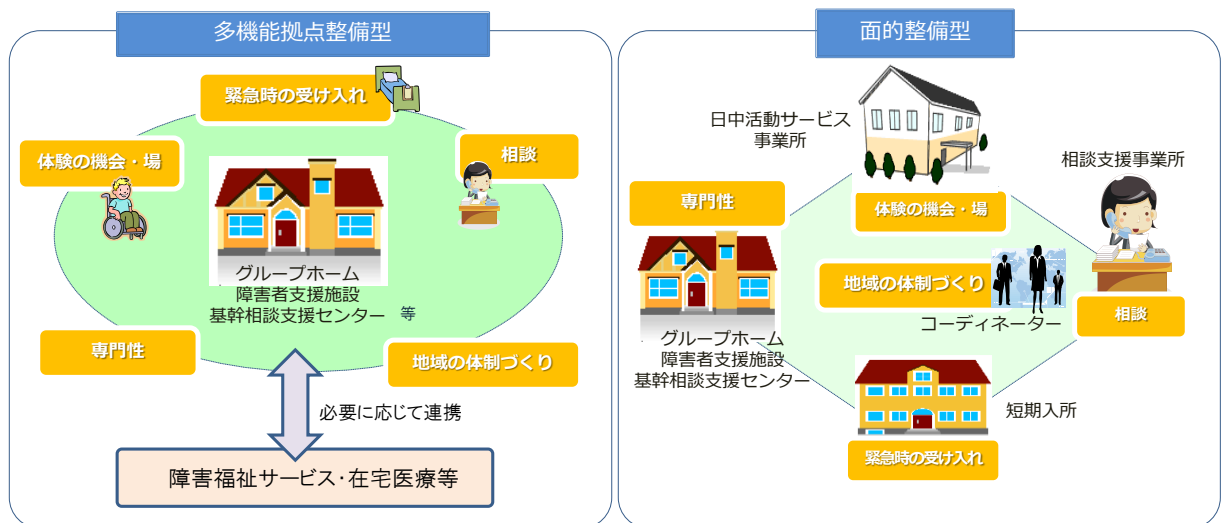 多機能拠点整備型
緊急時の受け入れ
体験の機会・場
相談
グループホーム
障害者支援施設
基幹相談支援センター 等
専門性
地域の体制づくり
必要に応じて連携
障害福祉サービス・在宅医療等
面的整備型
日中活動サービス
事業所
相談支援事業所
専門性
体験の機会・場
地域の体制づくり
コーディネーター
相談
グループホーム
障害者支援施設
基幹相談支援センター
短期入所
緊急時の受け入れ